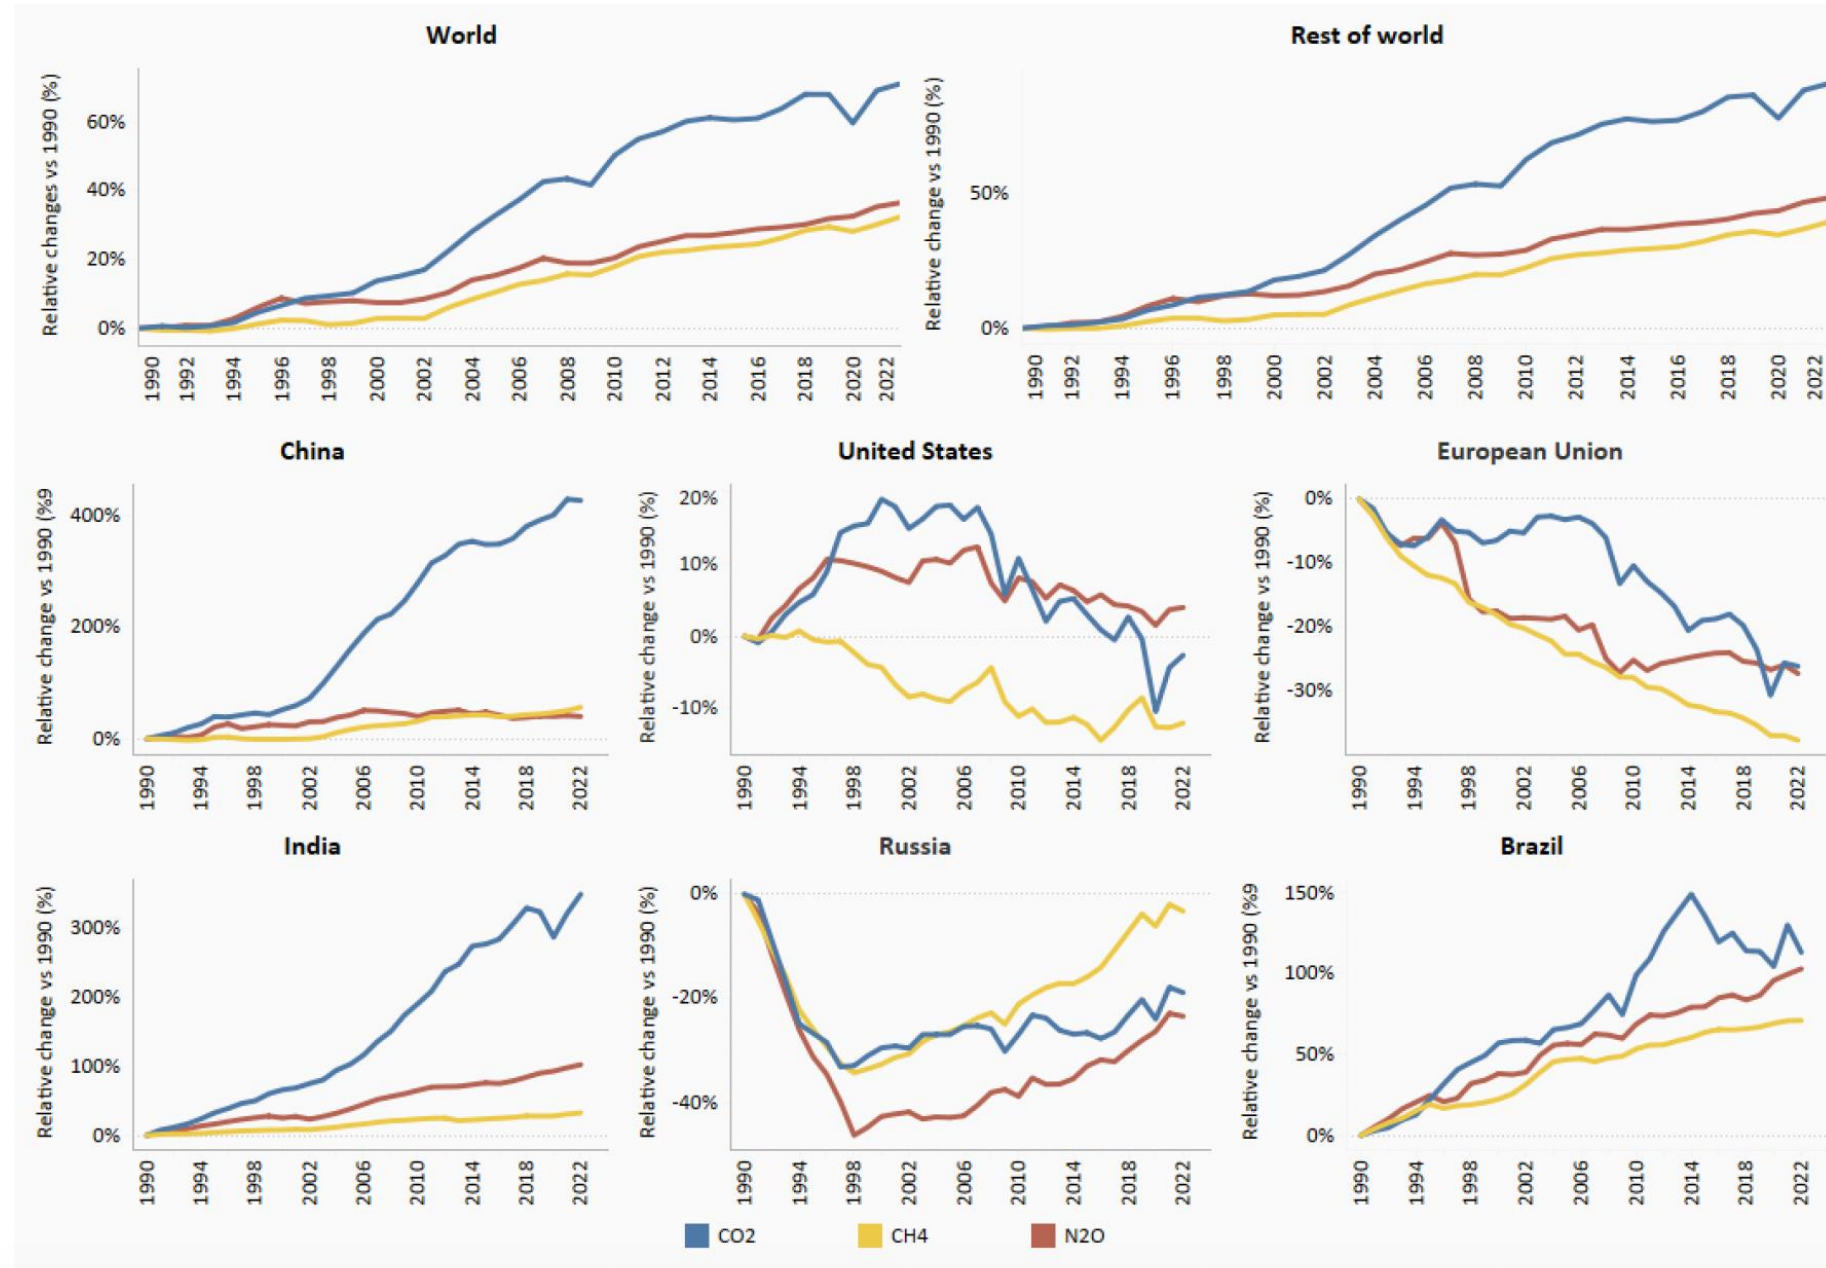 World
Rest of world
Relative changes vs 1990 (%)
60%
40%
20%
0%
1990 1992 1994 1996 1998 2000 2002 2004 2006 2008 2010 2012 2014 2016 2018 2020 2022
Relative change vs 1990 (%)
50%
0%
1990 1992 1994 1996 1998 2000 2002 2004 2006 2008 2010 2012 2014 2016 2018 2020 2022
China
United States
European Union
Relative change vs 1990 (%9
400%
200%
0%
1990 1994 1998 2002 2006 2010 2014 2018 2022
Relative change vs 1990 (%)
20%
10%
0%
-10%
1990 1994 1998 2002 2006 2010 2014 2018 2022
Relative change vs 1990 (%)
0%
-10%
-20%
-30%
1990 1994 1998 2002 2006 2010 2014 2018 2022
India
Russia
Brazil
Relative change vs 1990 (%)
300%
200%
100%
0%
1990 1994 1998 2002 2006 2010 2014 2018 2022
Relative change vs 1990 (%)
0%
-20%
-40%
1990 1994 1998 2002 2006 2010 2014 2018 2022
Relative change vs 1990 (%9
150%
100%
50%
0%
1990 1994 1998 2002 2006 2010 2014 2018 2022
CO2 CH4 N2O